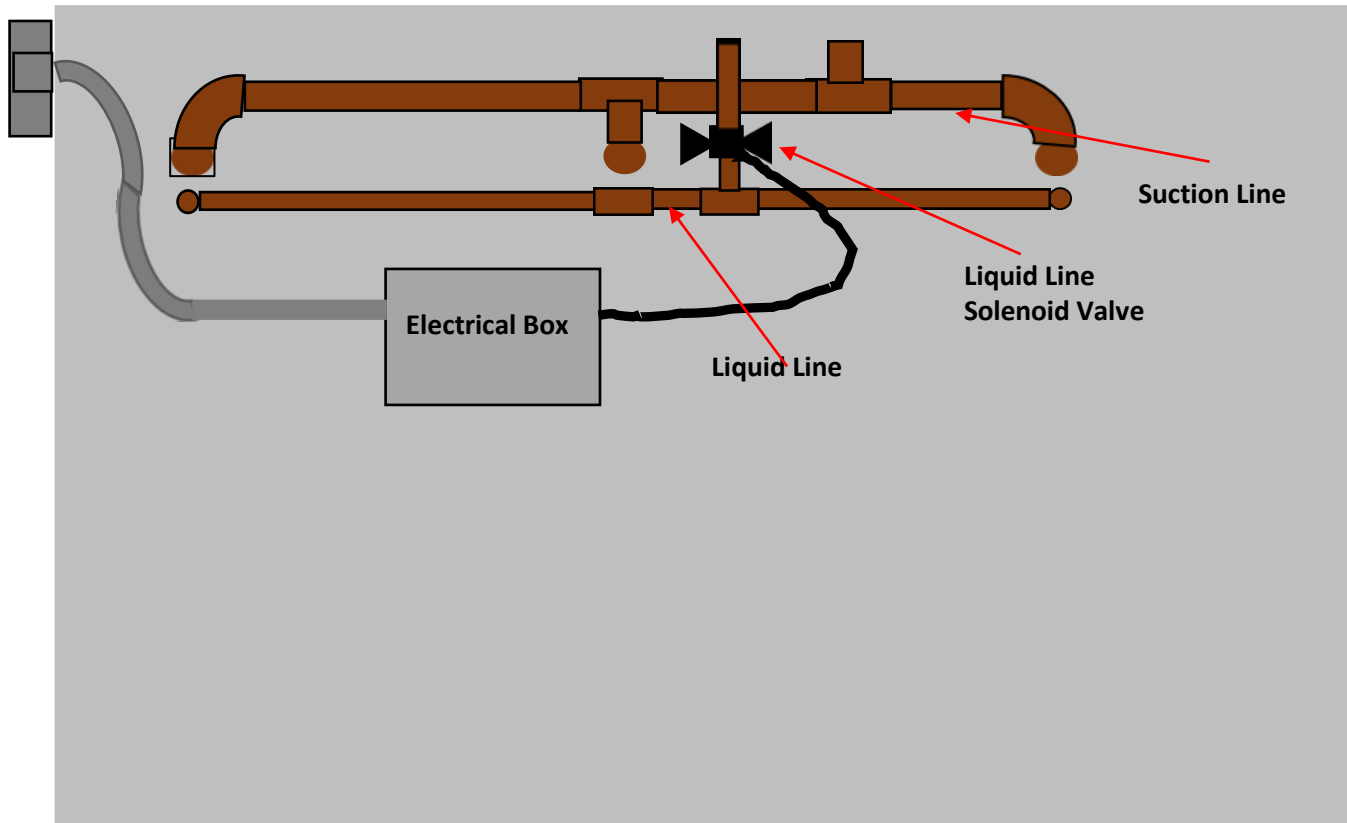 Suction Line
Liquid Line
Solenoid Valve
Electrical Box
Liquid Line